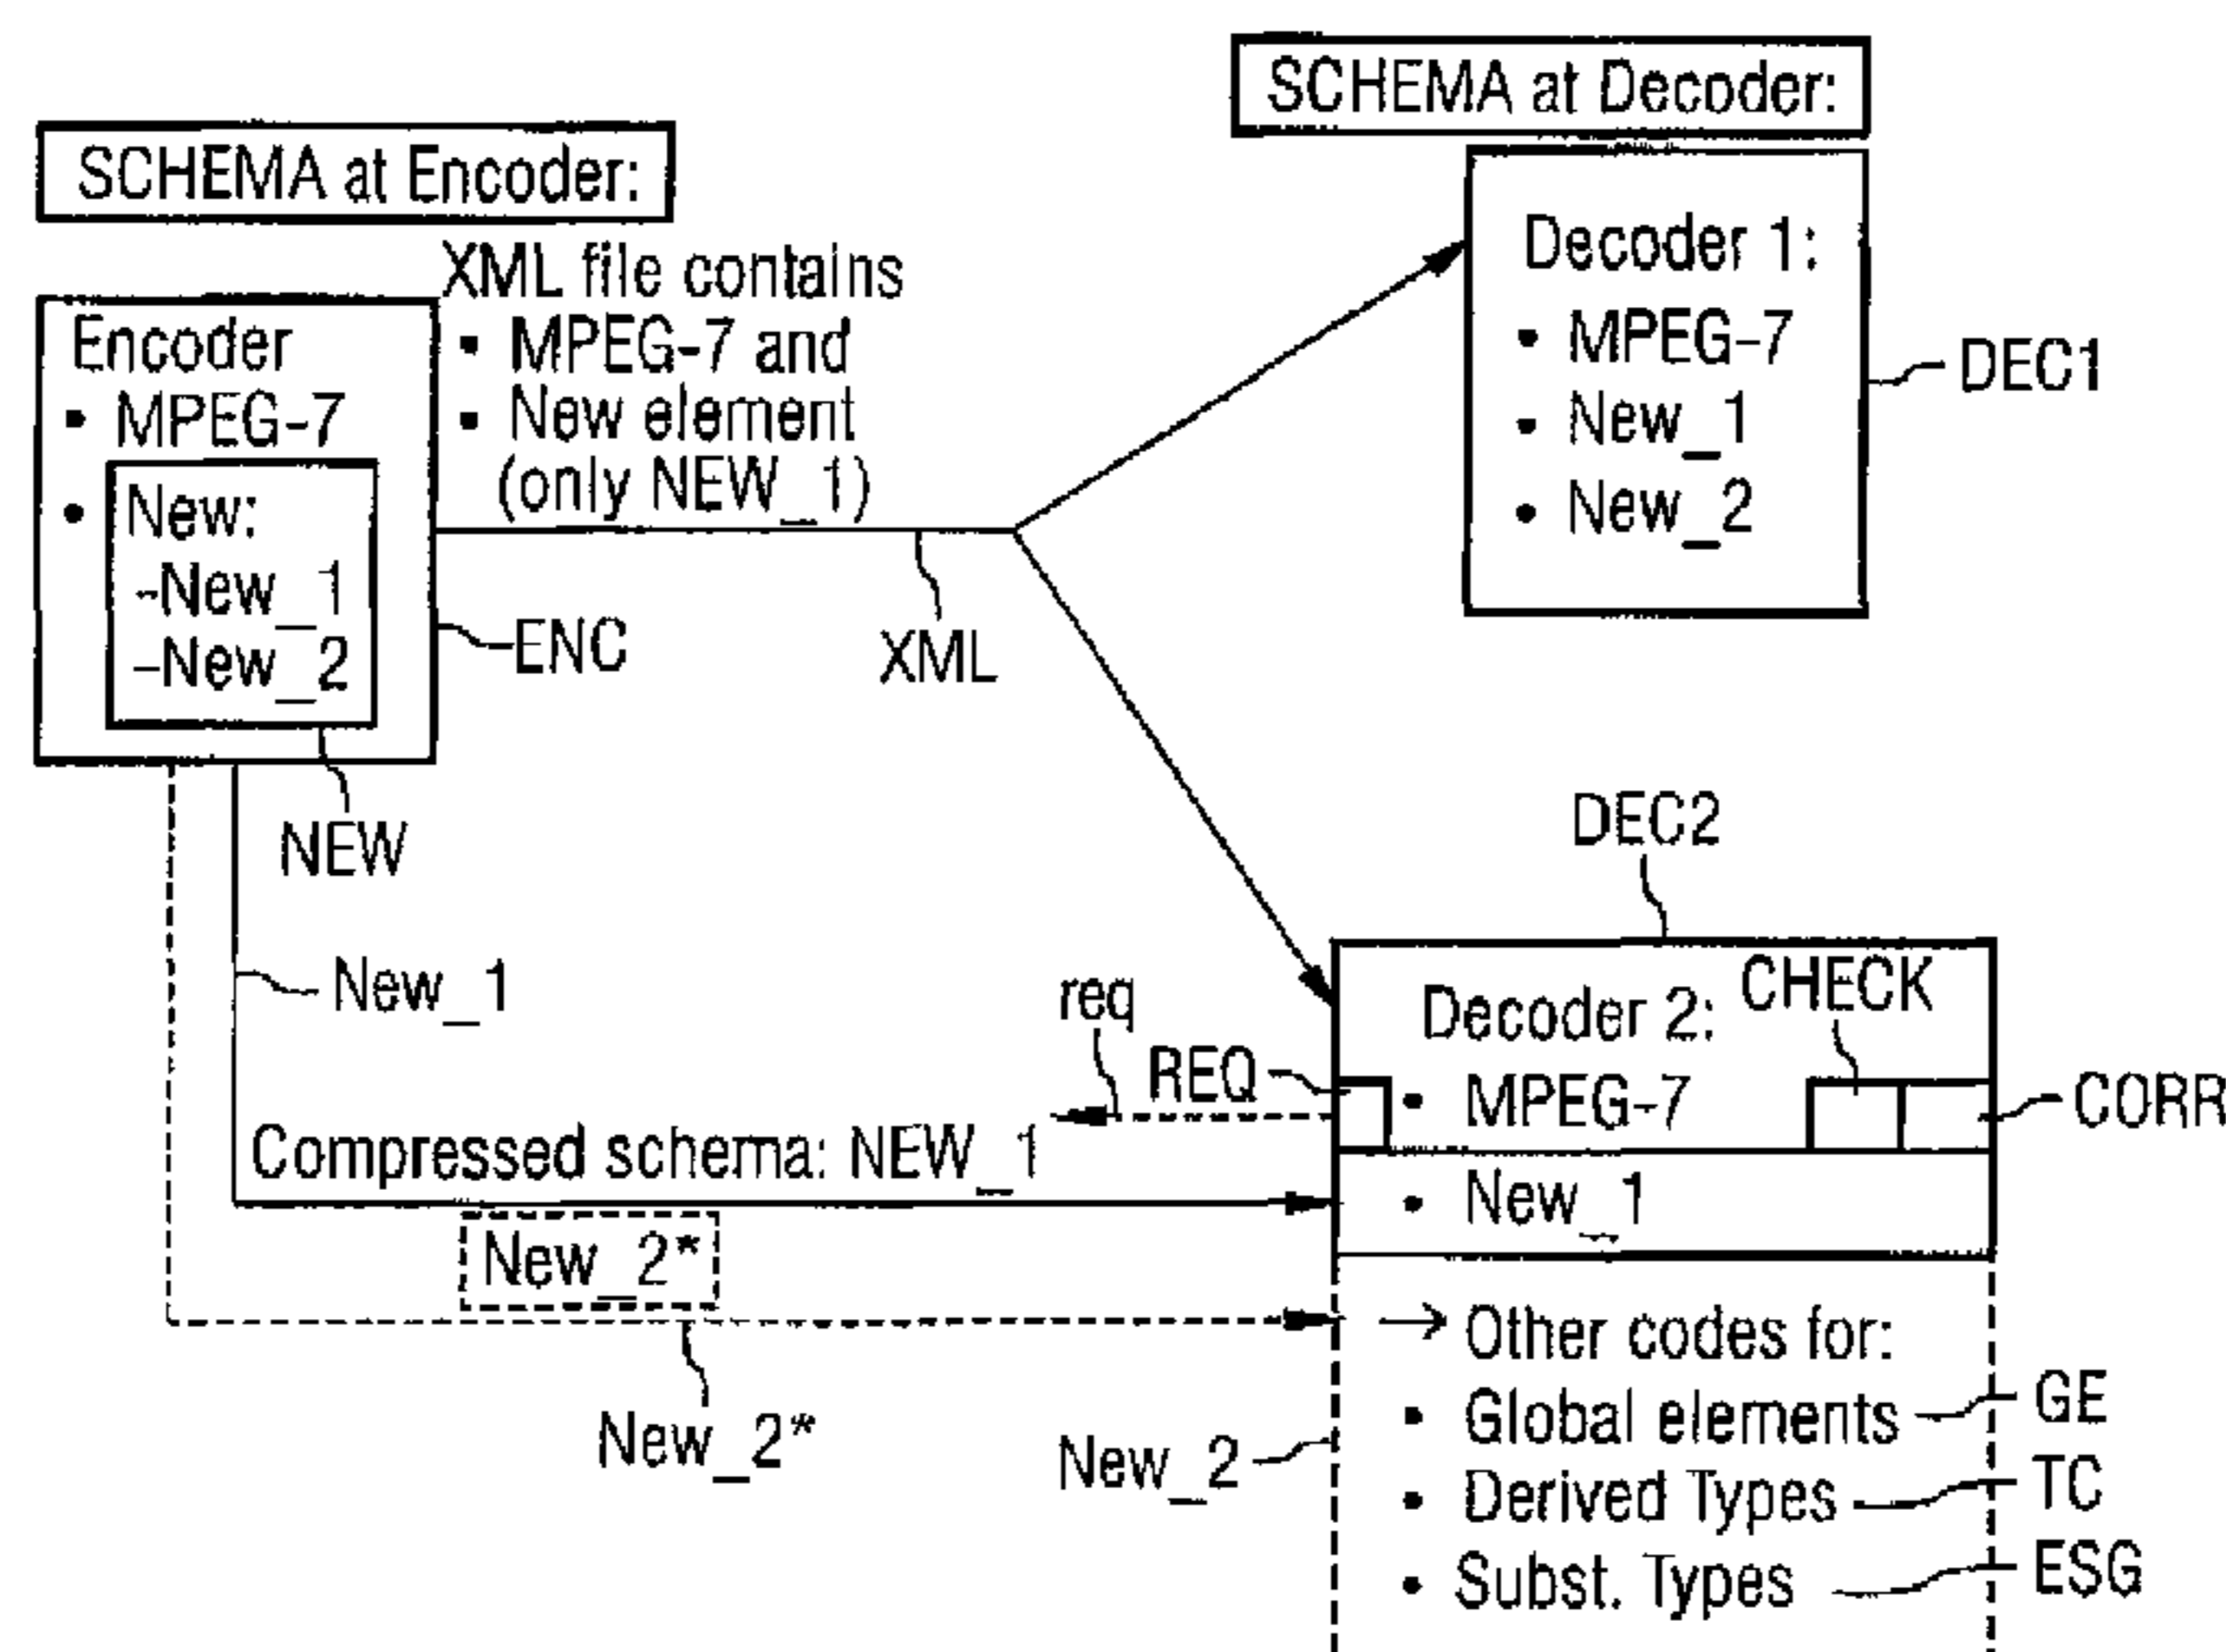 SCHEMA at Encoder:
SCHEMA at Decoder:
XML file contains
• MPEG-7 and
• New element
(only NEW_1)
Encoder
• MPEG-7
• New:
-New_1
-New_2
ENC
NEW
XML
Decoder 1:
• MPEG-7
• New_1
• New_2
DEC1
DEC2
New_1
req
REQ
Decoder 2:
CHECK
• MPEG-7
CORR
• New_1
Compressed schema: NEW_1
New_2*
New_2*
New_2
→ Other codes for:
• Global elements
GE
• Derived Types
TC
• Subst. Types
ESG